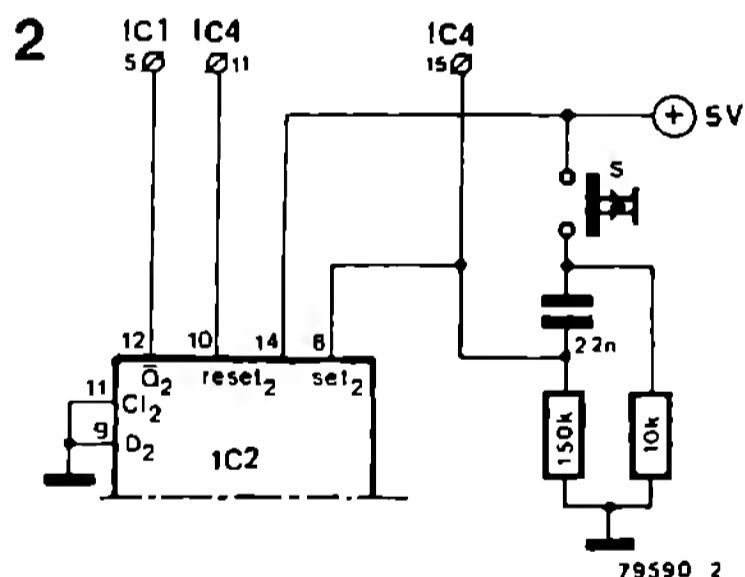 2
IC1 IC4 IC4
5 11 15
+ 5V
S
12 10 14 8
Q̄2 reset2 set2
22n
11
Cl2
9
D2
IC2
150k 10k
79590 2